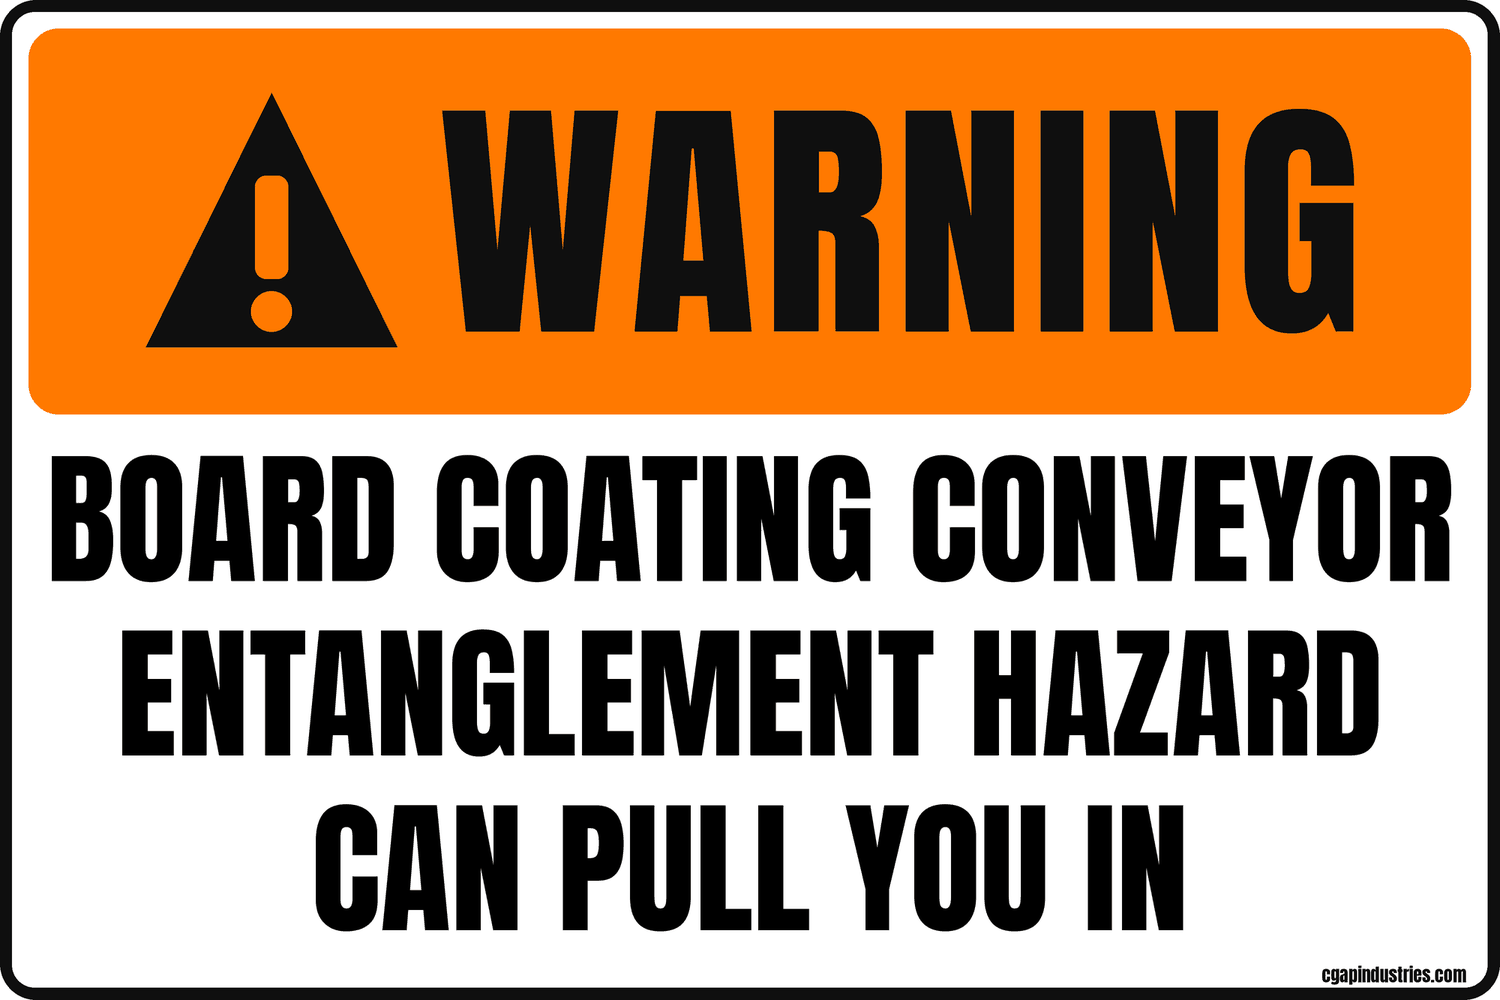 WARNING
BOARD COATING CONVEYOR
ENTANGLEMENT HAZARD
CAN PULL YOU IN
cgapindustries.com